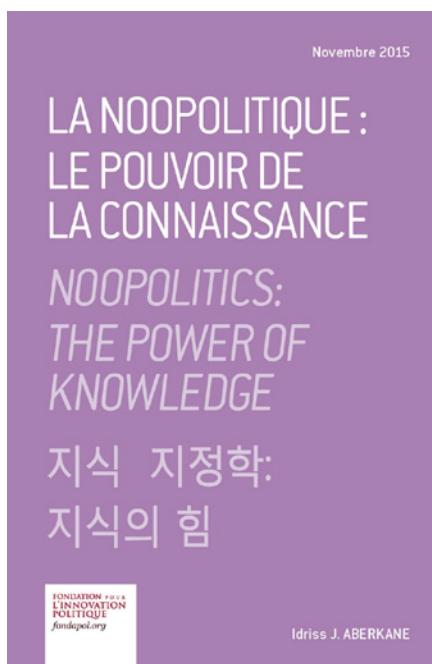 Novembre 2015
LA NOOPOLITIQUE :
LE POUVOIR DE
LA CONNAISSANCE
NOOPOLITICS:
THE POWER OF
KNOWLEDGE
지식 지정학:
지식의 힘
FONDATION POUR
L'INNOVATION
POLITIQUE
fondapol.org
Idriss J. ABERKANE